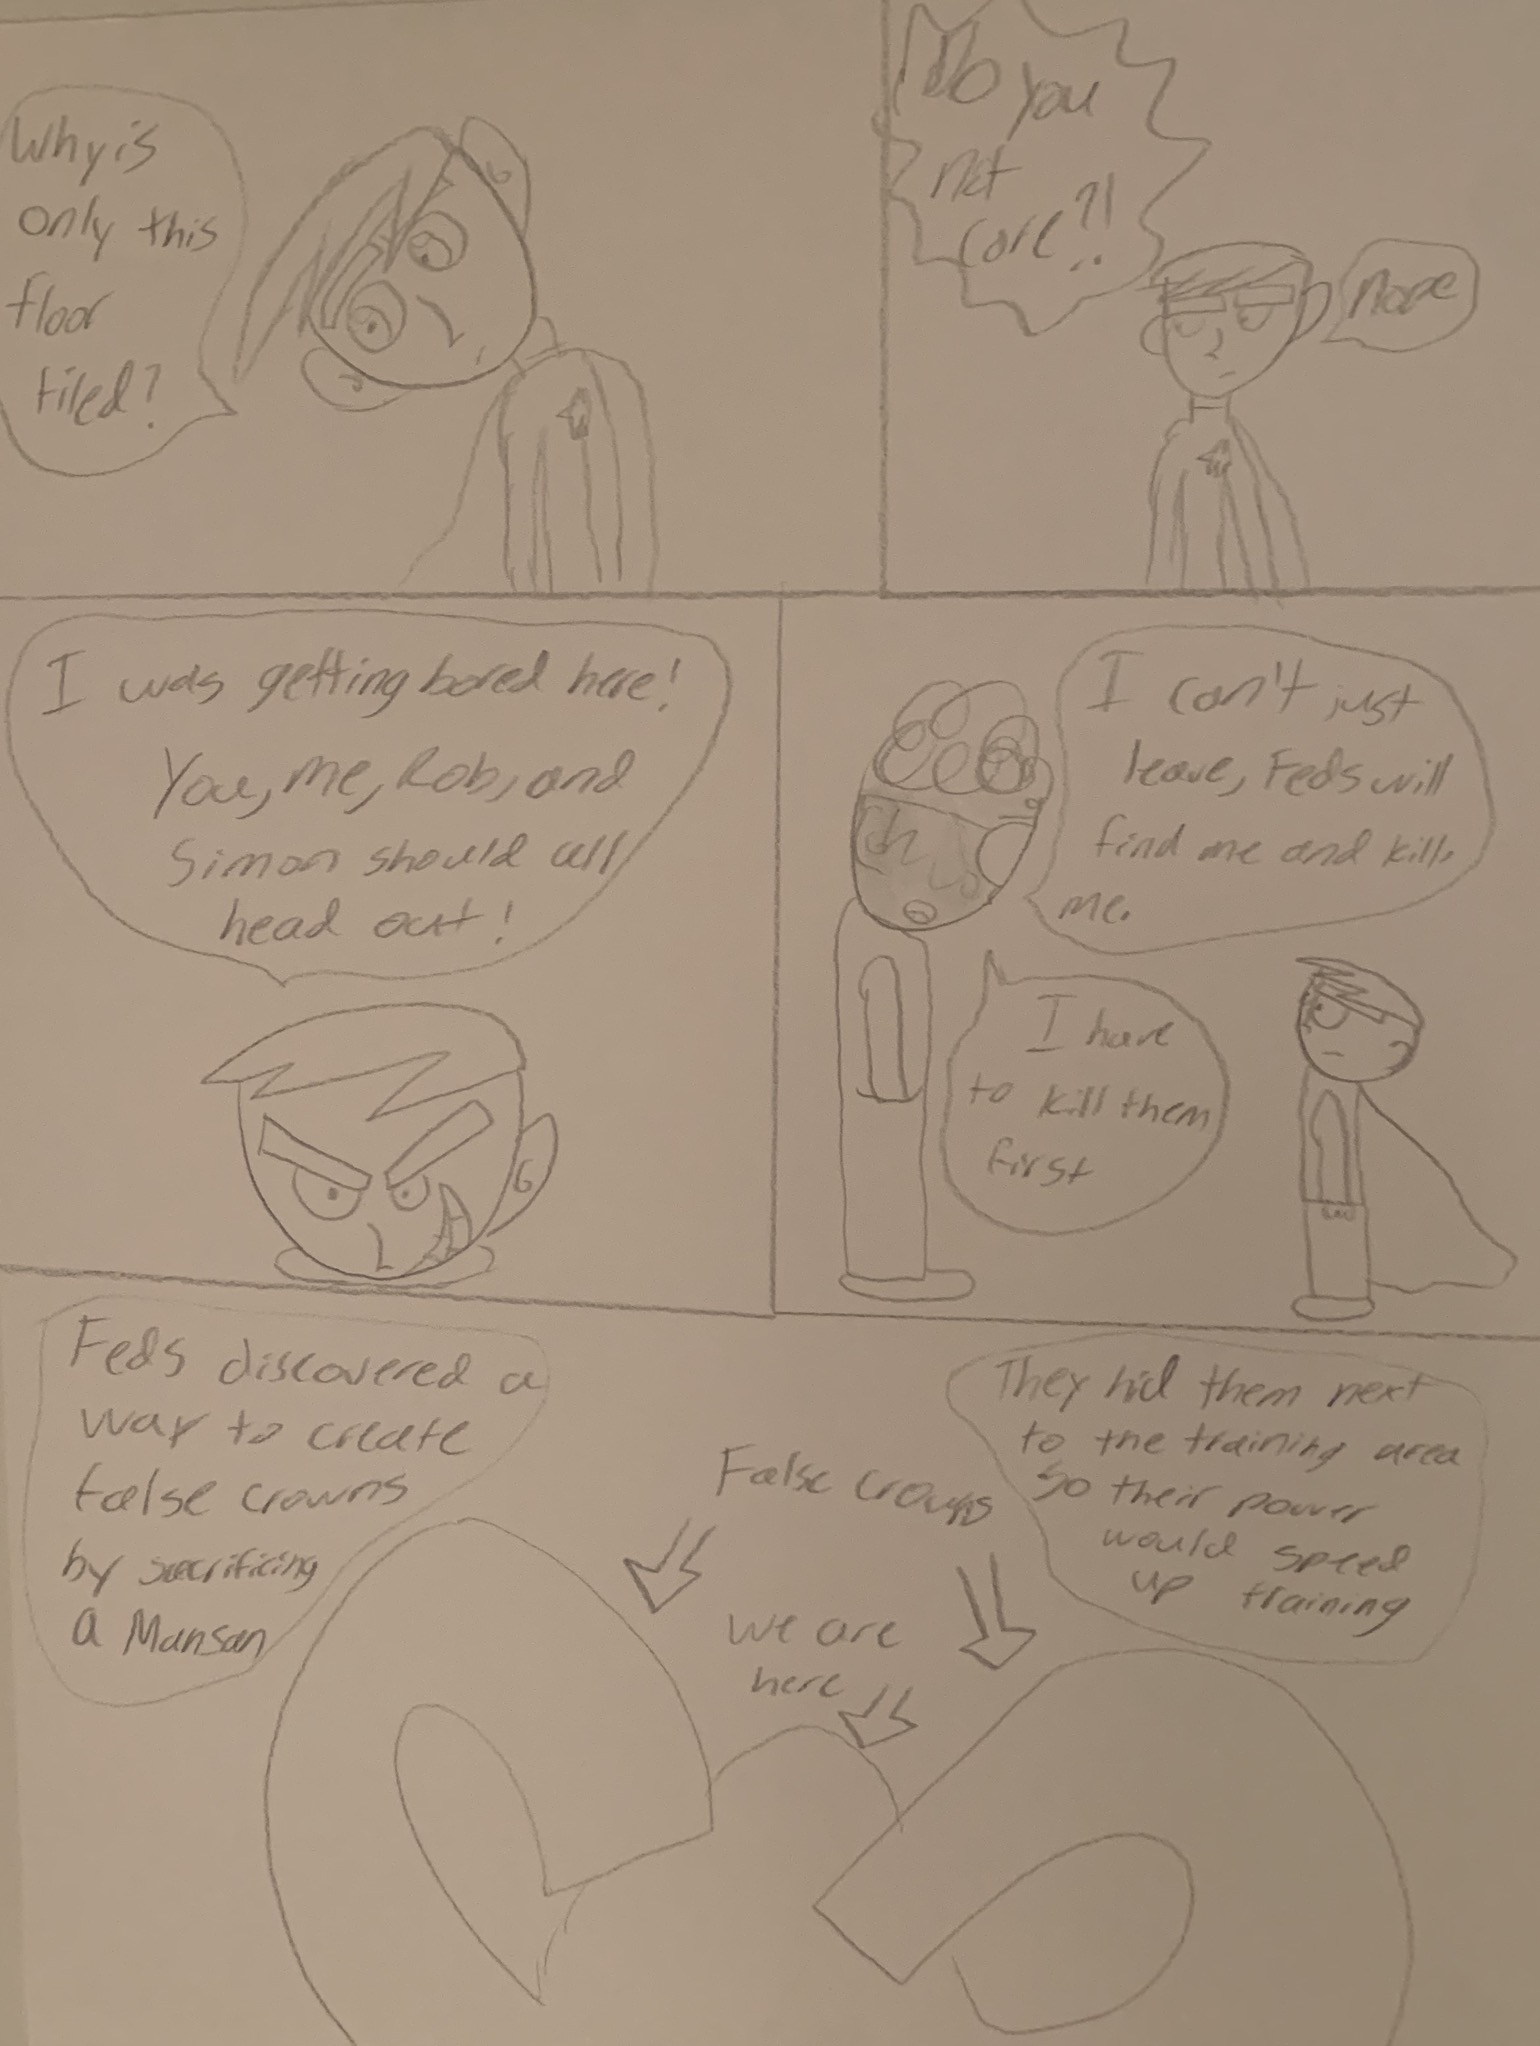 Why is
only this
floor
tiled?
Do you
not
care?!
Nope
I was getting bored here!
You, me, Rob, and
Simon should all
head out!
I can't just
leave, Feds will
find me and kill
me.
I have
to kill them
first
Feds discovered a
way to create
false crowns
by sacrificing
a Mansan
False crowns
we are
here
They hid them next
to the training area
so their power
would speed
up training